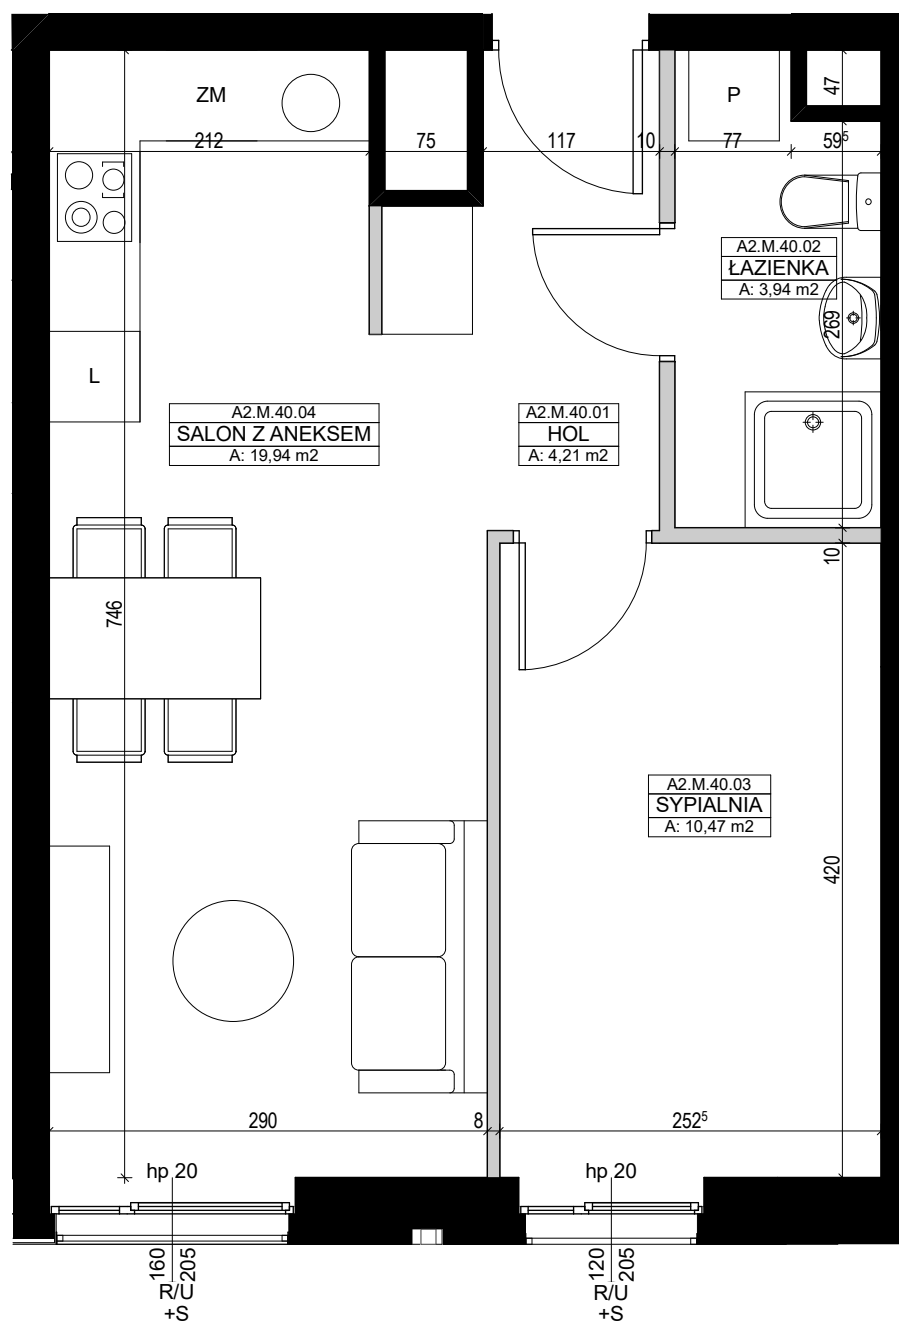 ZM
P
47
212
75
117
10
77
59⁵
A2.M.40.02
ŁAZIENKA
A: 3,94 m2
269
L
A2.M.40.04
SALON Z ANEKSEM
A: 19,94 m2
A2.M.40.01
HOL
A: 4,21 m2
10
746
A2.M.40.03
SYPIALNIA
A: 10,47 m2
420
290
8
252⁵
hp 20
hp 20
160
205
R/U
+S
120
205
R/U
+S